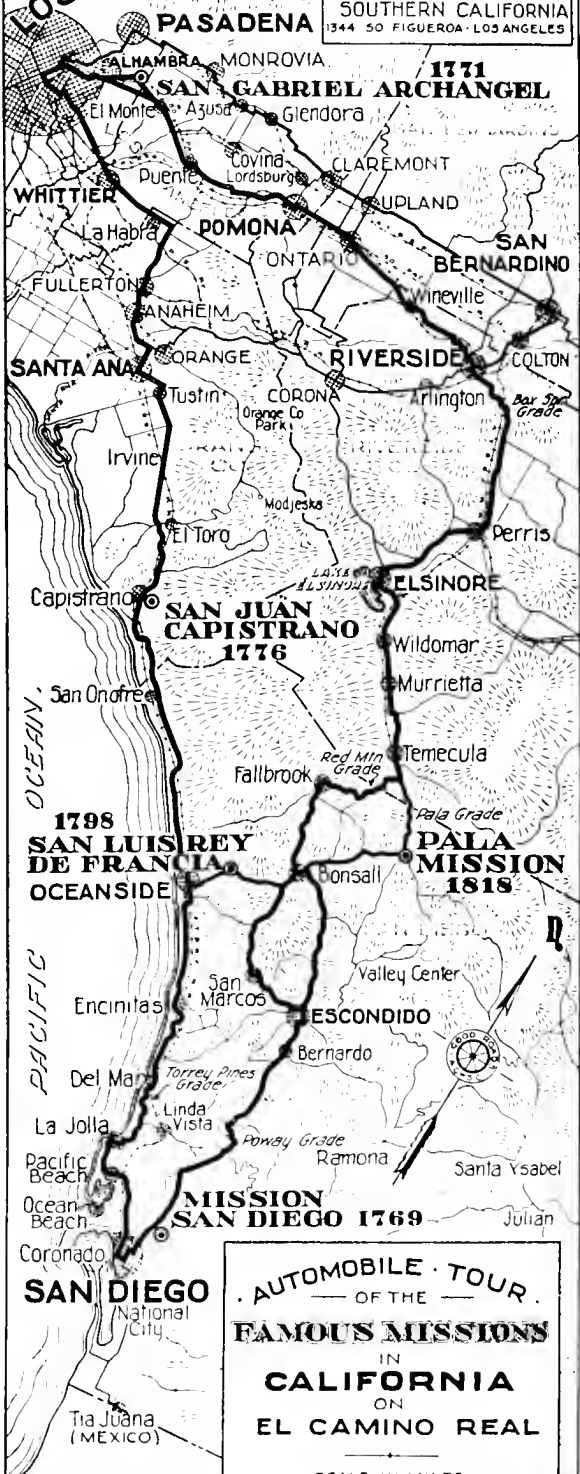 LOS
SOUTHERN CALIFORNIA
1344 SO FIGUEROA · LOS ANGELES
PASADENA
ALHAMBRA
MONROVIA
1771
SAN GABRIEL ARCHANGEL
El Monte
Azusa
Glendora
Covina
Puente
Lordsburg
CLAREMONT
WHITTIER
UPLAND
La Habra
POMONA
ONTARIO
SAN
BERNARDINO
FULLERTON
Wineville
ANAHEIM
SANTA ANA
ORANGE
RIVERSIDE
COLTON
Tustin
CORONA
Arlington
Box Spr
Grade
Orange Co
Park
Irvine
Modjeska
El Toro
Perris
LAKE
ELSINORE
ELSINORE
Capistrano
SAN JUAN
CAPISTRANO
1776
Wildomar
San Onofre
Murrietta
OCEAN.
Temecula
Red Mtn
Grade
Fallbrook
Pala Grade
1798
SAN LUIS REY
DE FRANCIA
PALA
MISSION
1818
OCEANSIDE
Bonsall
N
PACIFIC
San
Marcos
Valley Center
Encinitas
ESCONDIDO
GOOD ROADS
Bernardo
Del Mar
Torrey Pines
Grade
Linda
Vista
La Jolla
Poway Grade
Ramona
Santa Ysabel
Pacific
Beach
Ocean
Beach
MISSION
SAN DIEGO 1769
Julian
Coronado
SAN DIEGO
National
City
Tia Juana
(MEXICO)
· AUTOMOBILE · TOUR ·
OF THE
FAMOUS MISSIONS
IN
CALIFORNIA
ON
EL CAMINO REAL